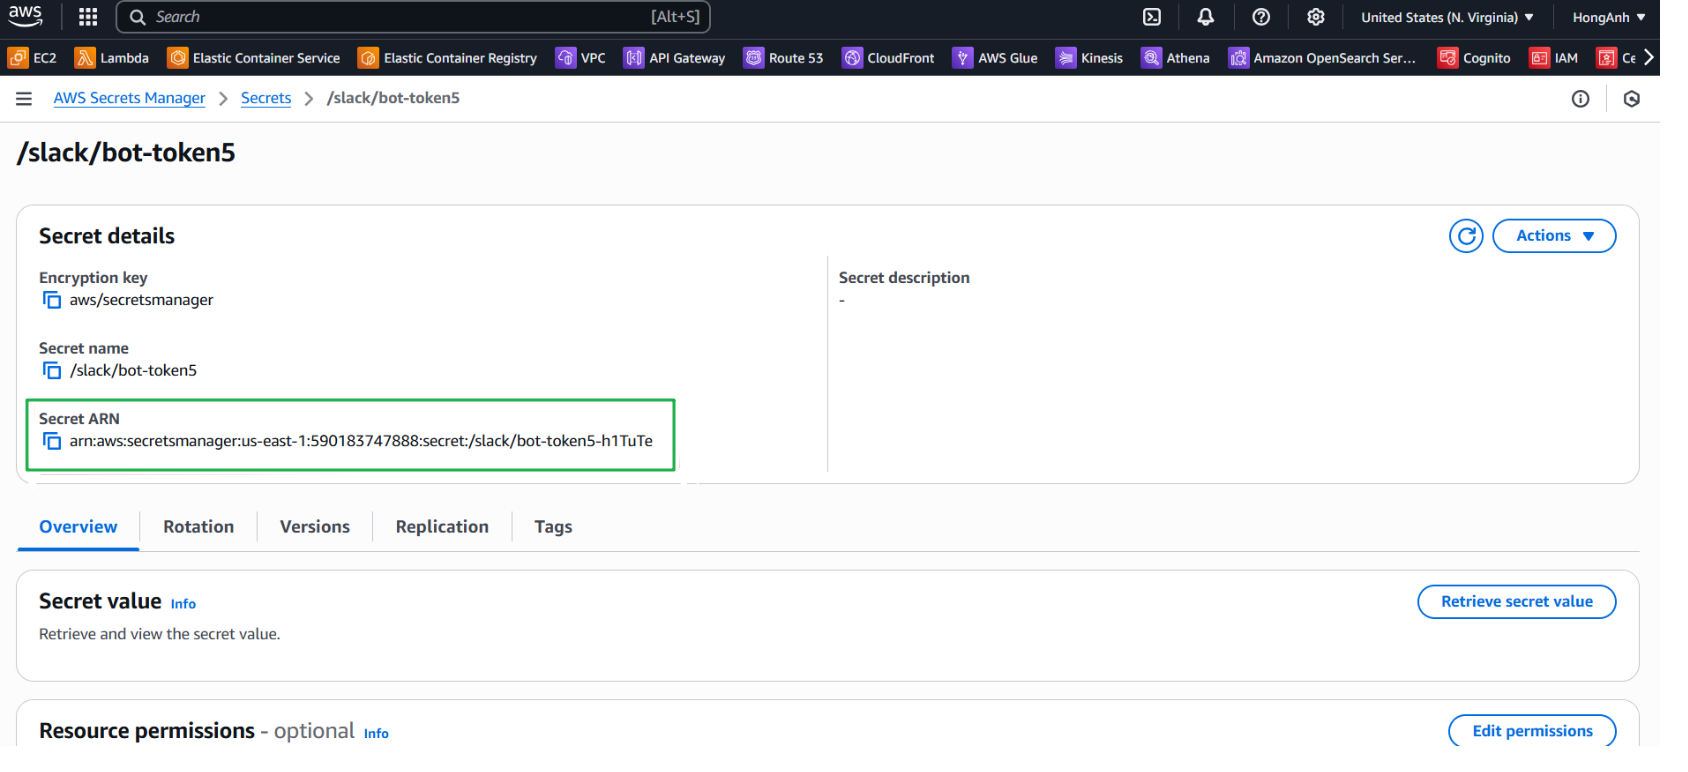 aws
Search [Alt+S]
United States (N. Virginia) HongAnh
EC2 Lambda Elastic Container Service Elastic Container Registry VPC API Gateway Route 53 CloudFront AWS Glue Kinesis Athena Amazon OpenSearch Ser... Cognito IAM Ce
AWS Secrets Manager Secrets /slack/bot-token5
/slack/bot-token5
Secret details
Actions
Encryption key
aws/secretsmanager
Secret description
-
Secret name
/slack/bot-token5
Secret ARN
arn:aws:secretsmanager:us-east-1:590183747888:secret:/slack/bot-token5-h1TuTe
Overview Rotation Versions Replication Tags
Secret value Info
Retrieve secret value
Retrieve and view the secret value.
Resource permissions - optional Info
Edit permissions